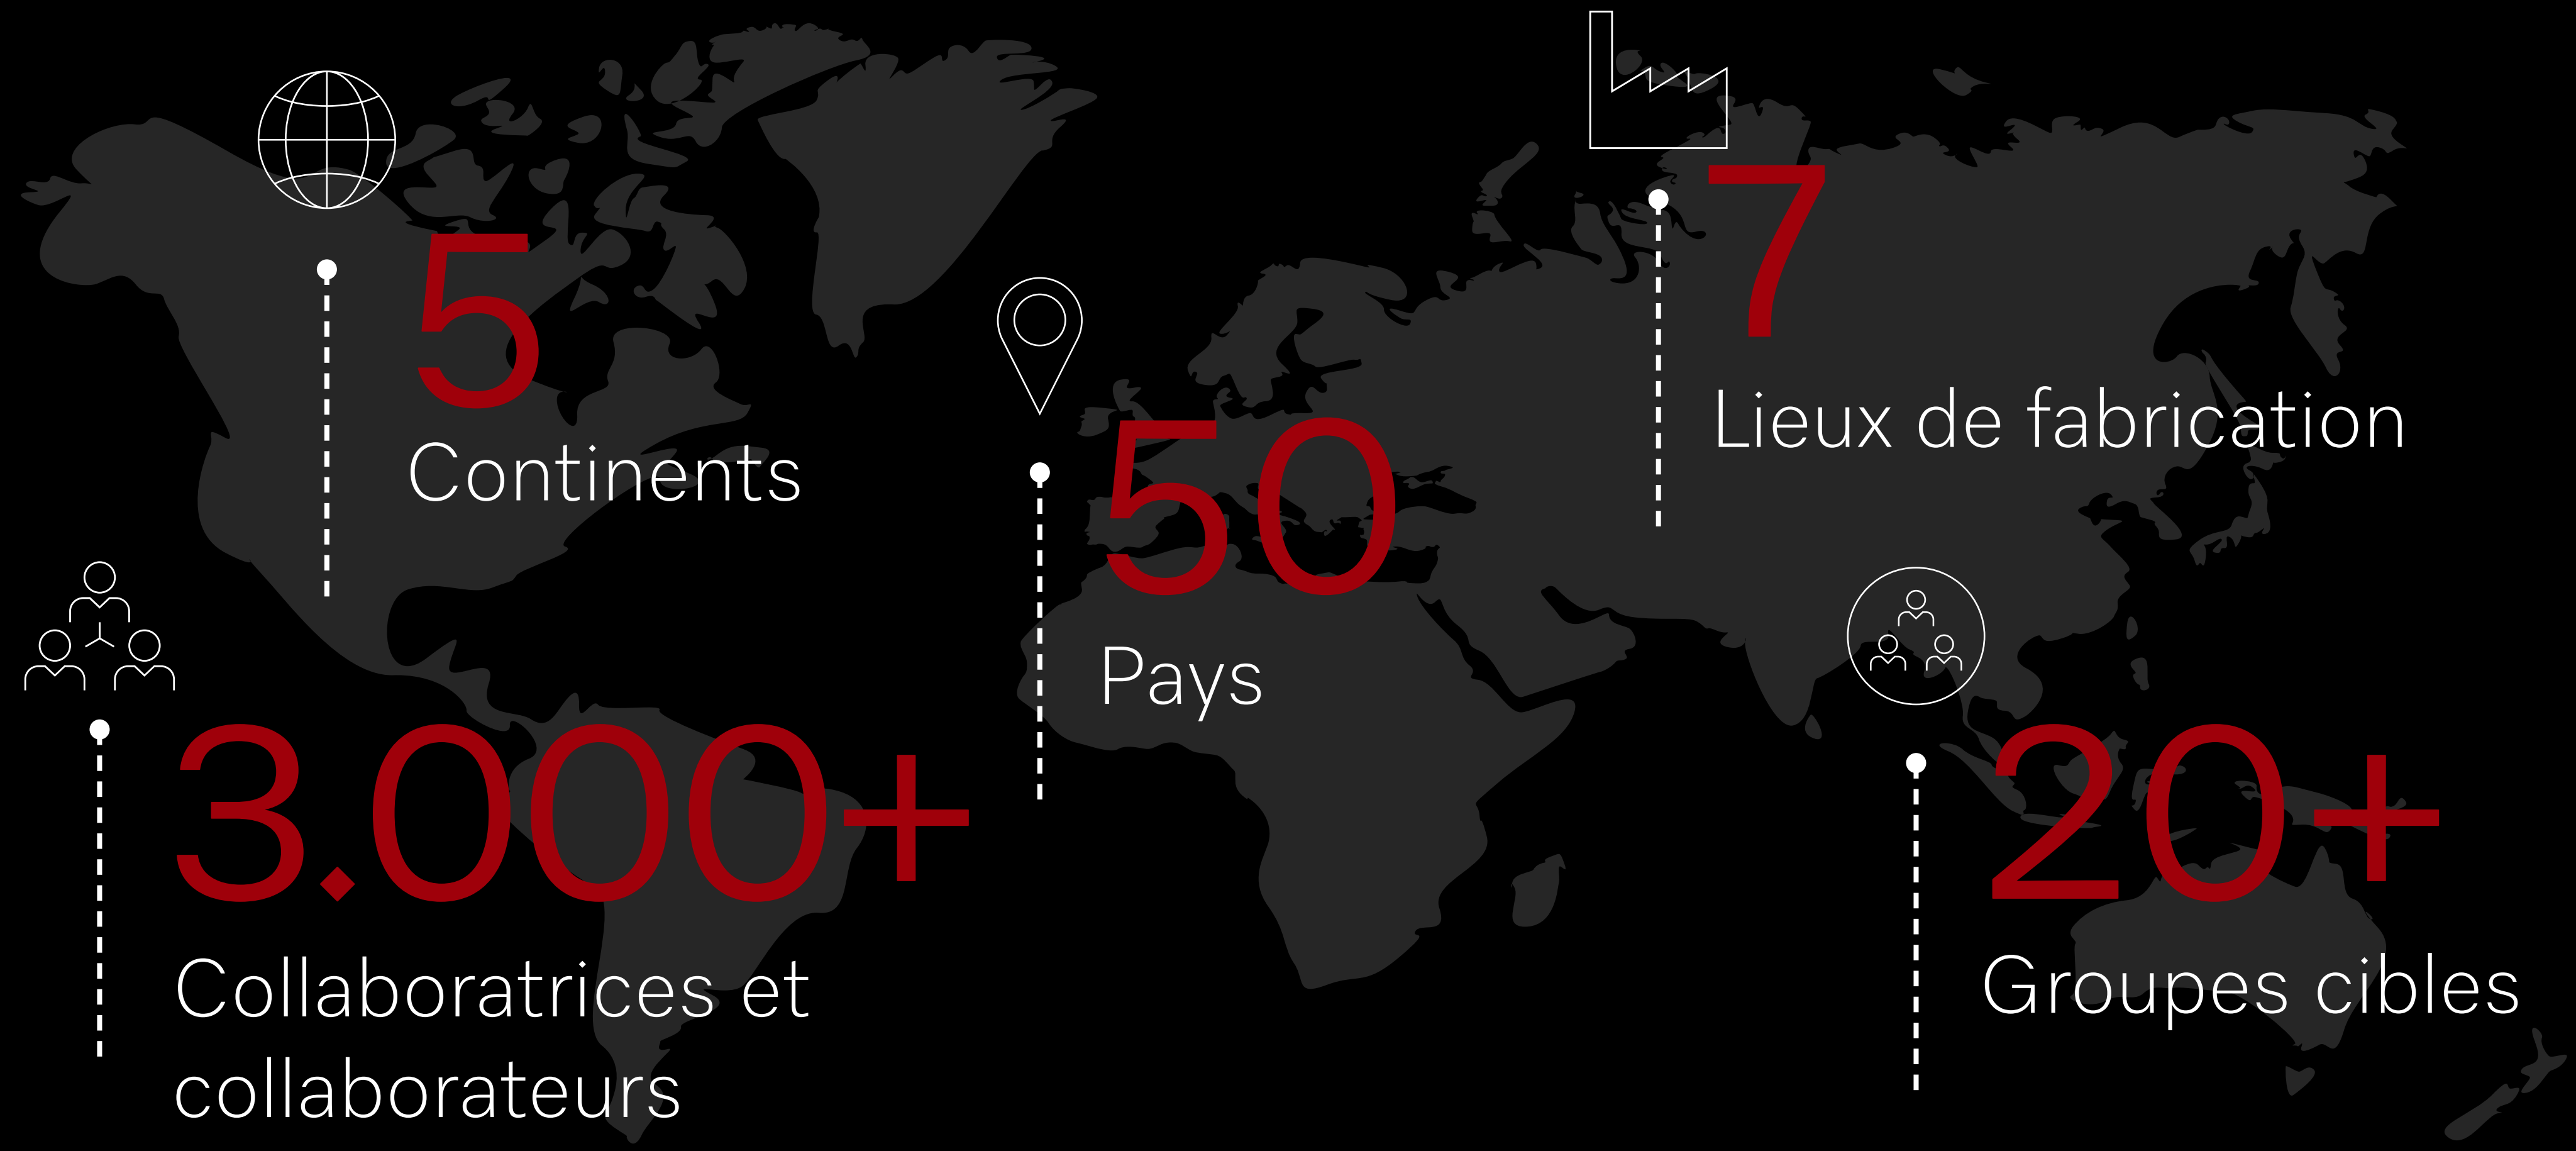 5
Continents
50
Pays
7
Lieux de fabrication
3.000+
Collaboratrices et
collaborateurs
20+
Groupes cibles